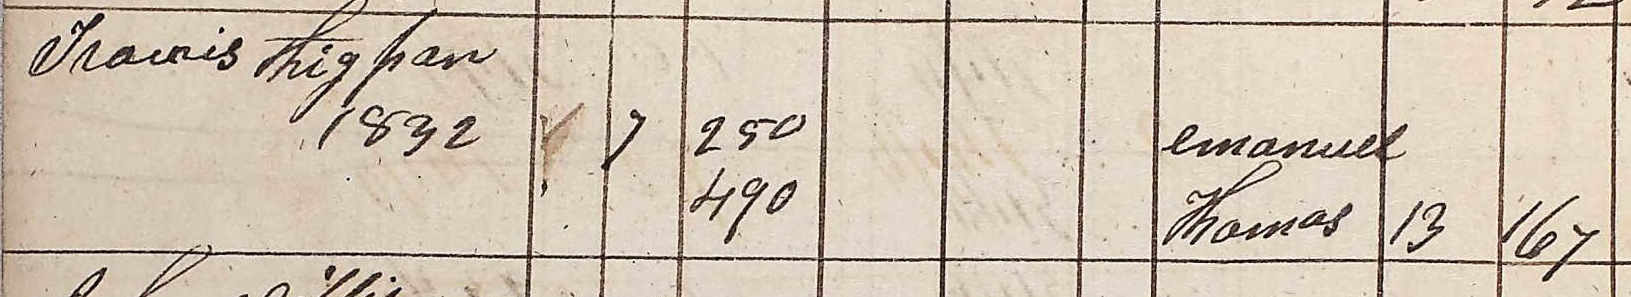 Travis Thigpan
1832 7 250 emanuel
490 Thomas 13 167